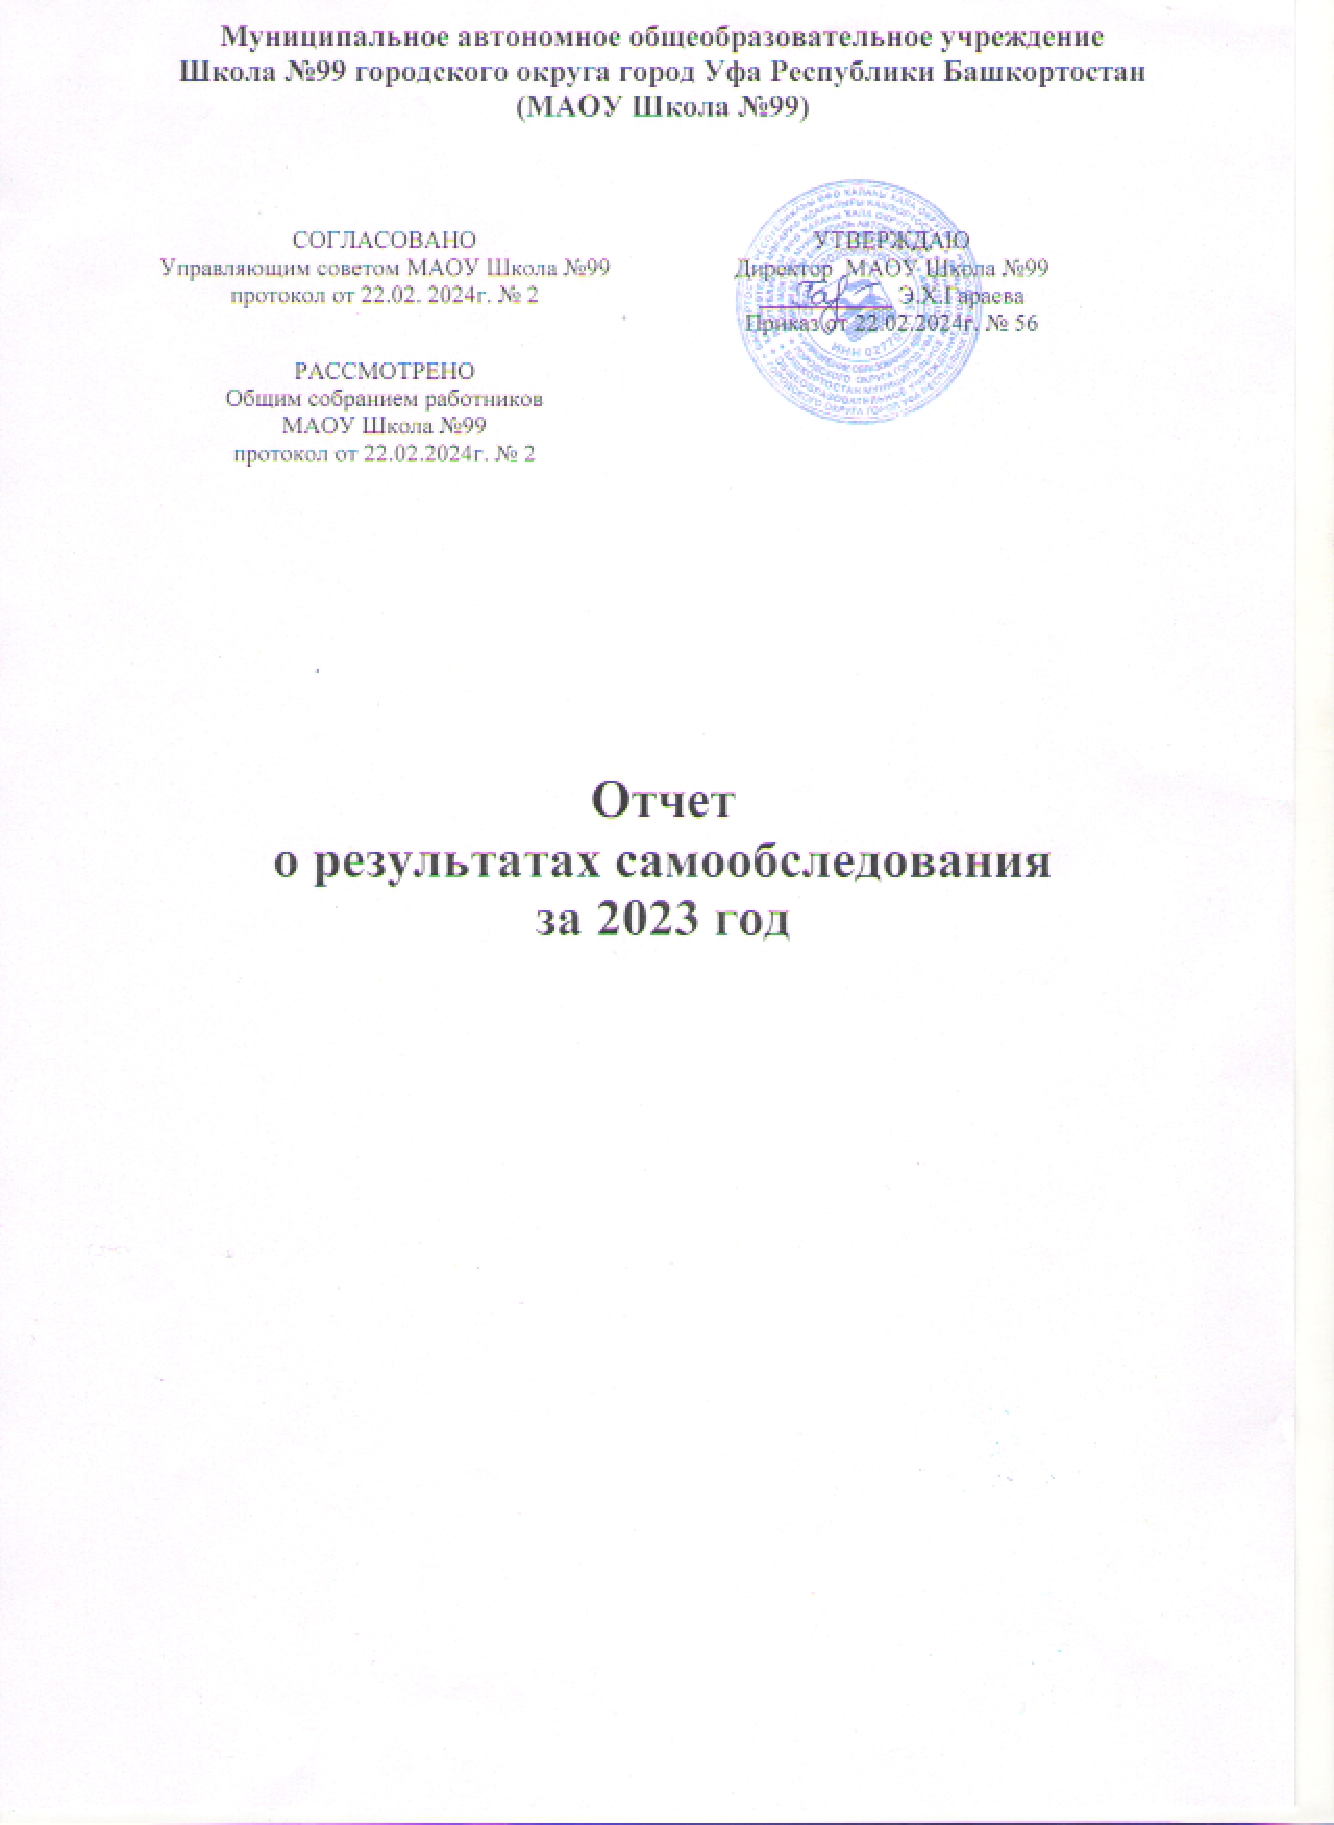 Муниципальное автономное общеобразовательное учреждение
Школа №99 городского округа город Уфа Республики Башкортостан
(МАОУ Школа №99)
СОГЛАСОВАНО
Управляющим советом МАОУ Школа №99
протокол от 22.02. 2024г. № 2
РАССМОТРЕНО
Общим собранием работников
МАОУ Школа №99
протокол от 22.02.2024г. № 2
УТВЕРЖДАЮ
Директор МАОУ Школа №99
Э.Х.Гараева
Приказ от 22.02.2024г. № 56
Отчет
о результатах самообследования
за 2023 год